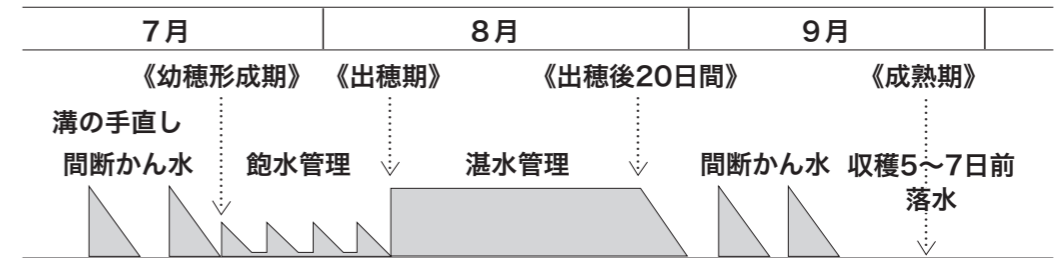 7月 8月 9月
《幼穂形成期》 《出穂期》 《出穂後20日間》 《成熟期》
溝の手直し
間断かん水 飽水管理 湛水管理 間断かん水 収穫5〜7日前
落水